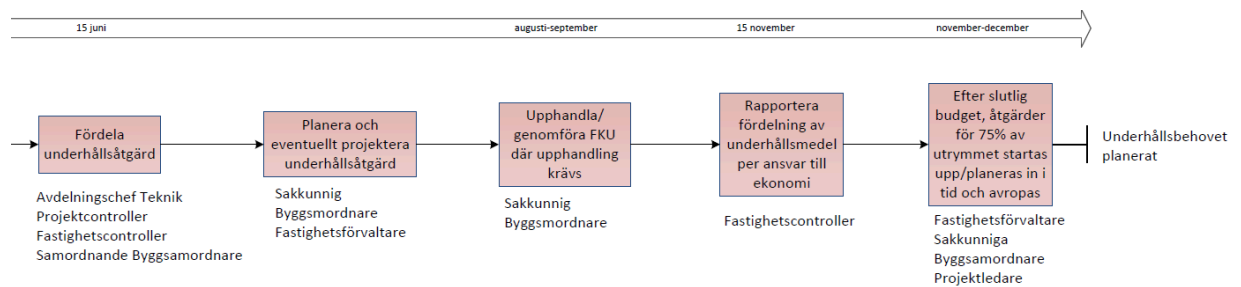 15 juni
augusti-september
15 november
november-december
Fördela
underhållsåtgärd
Avdelningschef Teknik
Projektcontroller
Fastighetscontroller
Samordnande Byggsamordnare
Planera och
eventuellt projektera
underhållsåtgärd
Sakkunnig
Byggsmordnare
Fastighetsförvaltare
Upphandla/
genomföra FKU
där upphandling
krävs
Sakkunnig
Byggsmordnare
Rapportera
fördelning av
underhållsmedel
per ansvar till
ekonomi
Fastighetscontroller
Efter slutlig
budget, åtgärder
för 75% av
utrymmet startas
upp/planeras in i
tid och avropas
Fastighetsförvaltare
Sakkunniga
Byggsamordnare
Projektledare
Underhållsbehovet
planerat